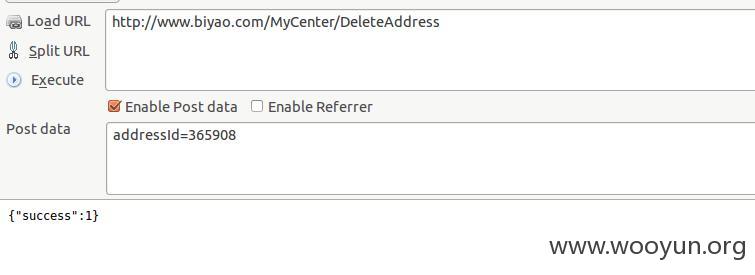 Load URL
http://www.biyao.com/MyCenter/DeleteAddress
Split URL
Execute
Enable Post data
Enable Referrer
Post data
addressId=365908
{"success":1}
www.wooyun.org